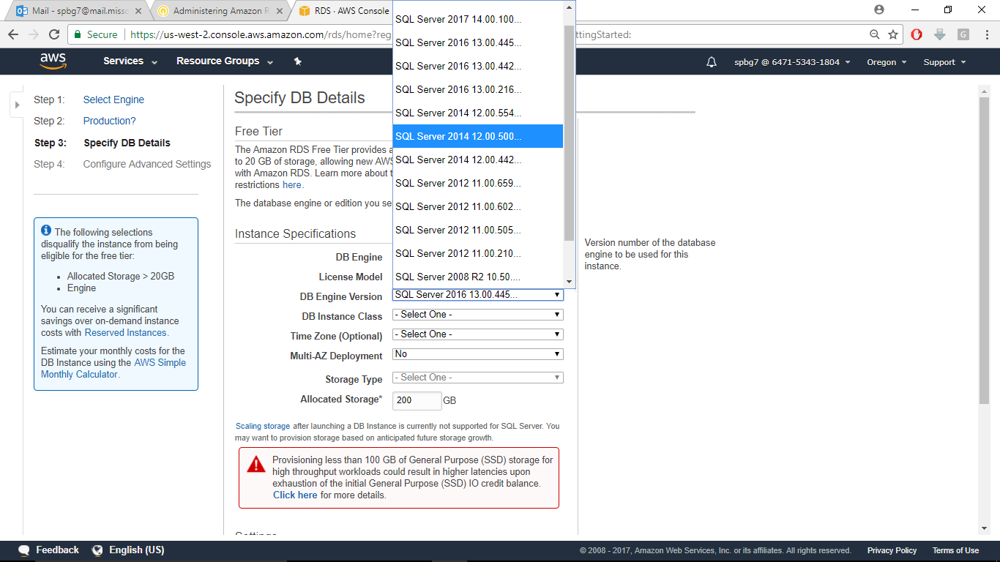 Mail - spbg7@mail.misso
Administering Amazon R
RDS · AWS Console
Secure
https://us-west-2.console.aws.amazon.com/rds/home?reg
ttingStarted:
aws
Services
Resource Groups
spbg7 @ 6471-5343-1804
Oregon
Support
Step 1: Select Engine
Step 2: Production?
Step 3: Specify DB Details
Step 4: Configure Advanced Settings
The following selections
disqualify the instance from being
eligible for the free tier:
Allocated Storage > 20GB
Engine
You can receive a significant
savings over on-demand instance
costs with Reserved Instances.
Estimate your monthly costs for the
DB Instance using the AWS Simple
Monthly Calculator.
Specify DB Details
Free Tier
The Amazon RDS Free Tier provides a
to 20 GB of storage, allowing new AWS
with Amazon RDS. Learn more about t
restrictions here.
The database engine or edition you se
Instance Specifications
DB Engine
License Model
SQL Server 2017 14.00.100...
SQL Server 2016 13.00.445...
SQL Server 2016 13.00.442...
SQL Server 2016 13.00.216...
SQL Server 2014 12.00.554...
SQL Server 2014 12.00.500...
SQL Server 2014 12.00.442...
SQL Server 2012 11.00.659...
SQL Server 2012 11.00.602...
SQL Server 2012 11.00.505...
SQL Server 2012 11.00.210...
SQL Server 2008 R2 10.50....
DB Engine Version SQL Server 2016 13.00.445...
DB Instance Class - Select One -
Time Zone (Optional) - Select One -
Multi-AZ Deployment No
Storage Type - Select One -
Allocated Storage* 200 GB
Version number of the database
engine to be used for this
instance.
Scaling storage after launching a DB Instance is currently not supported for SQL Server. You
may want to provision storage based on anticipated future storage growth.
Provisioning less than 100 GB of General Purpose (SSD) storage for
high throughput workloads could result in higher latencies upon
exhaustion of the initial General Purpose (SSD) IO credit balance.
Click here for more details.
Settings
Feedback
English (US)
© 2008 - 2017, Amazon Web Services, Inc. or its affiliates. All rights reserved.
Privacy Policy
Terms of Use